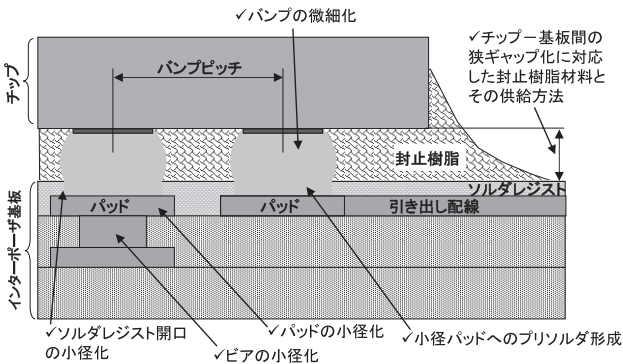 ✓バンプの微細化
✓チップー基板間の
狭ギャップ化に対応
した封止樹脂材料と
その供給方法
チップ
バンプピッチ
封止樹脂
ソルダレジスト
インターポーザ基板
パッド
パッド
引き出し配線
✓ソルダレジスト開口
の小径化
✓パッドの小径化
✓ビアの小径化
✓小径パッドへのプリソルダ形成